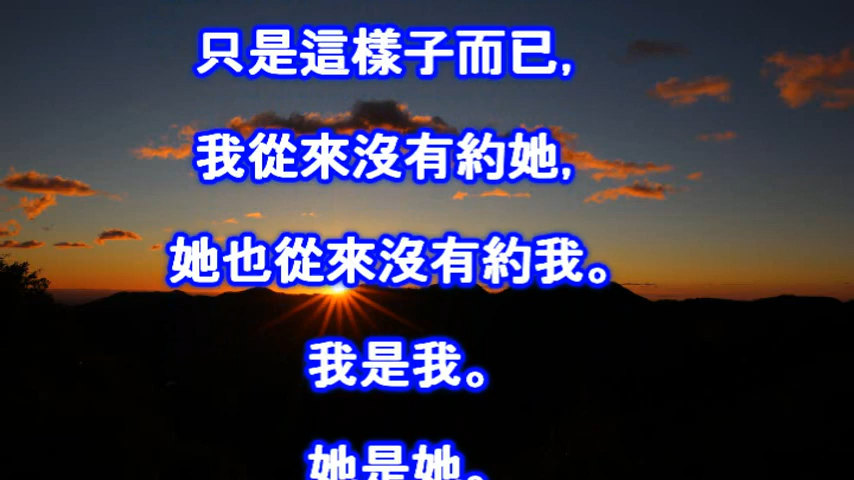 只是這樣子而已,
我從來沒有約她,
她也從來沒有約我。
我是我。
她是她。